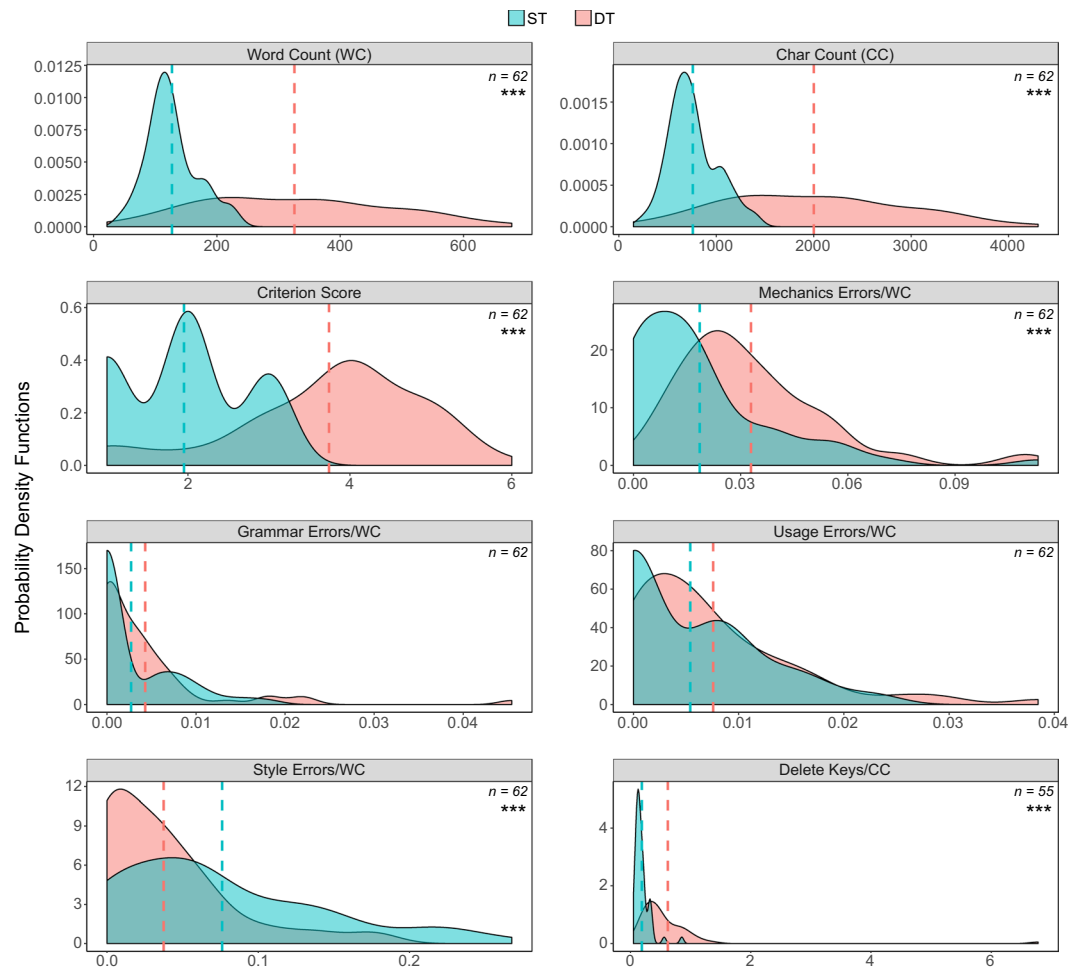 ST DT
Probability Density Functions
Word Count (WC)
n = 62
***
0.0125
0.0100
0.0075
0.0050
0.0025
0.0000
0 200 400 600
Char Count (CC)
n = 62
***
0.0015
0.0010
0.0005
0.0000
0 1000 2000 3000 4000
Criterion Score
n = 62
***
0.6
0.4
0.2
0.0
2 4 6
Mechanics Errors/WC
n = 62
***
20
10
0
0.00 0.03 0.06 0.09
Grammar Errors/WC
n = 62
150
100
50
0
0.00 0.01 0.02 0.03 0.04
Usage Errors/WC
n = 62
80
60
40
20
0
0.00 0.01 0.02 0.03 0.04
Style Errors/WC
n = 62
***
12
9
6
3
0
0.0 0.1 0.2
Delete Keys/CC
n = 55
***
4
2
0
0 2 4 6